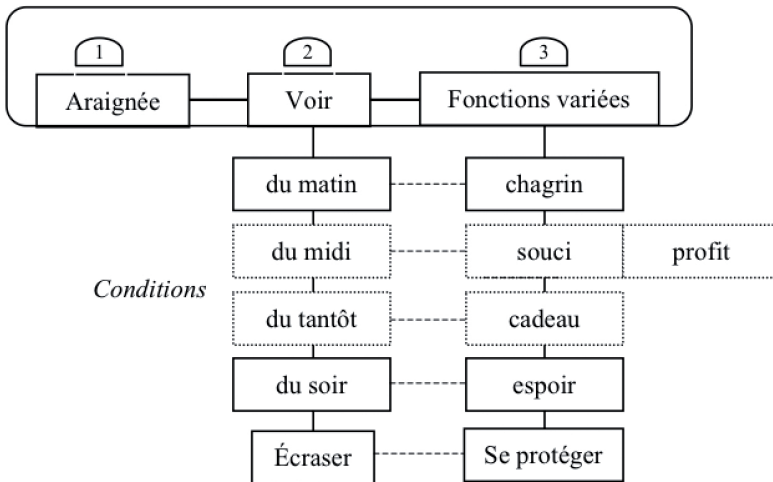 1 2 3
Araignée Voir Fonctions variées
du matin chagrin
du midi souci profit
Conditions
du tantôt cadeau
du soir espoir
Écraser Se protéger